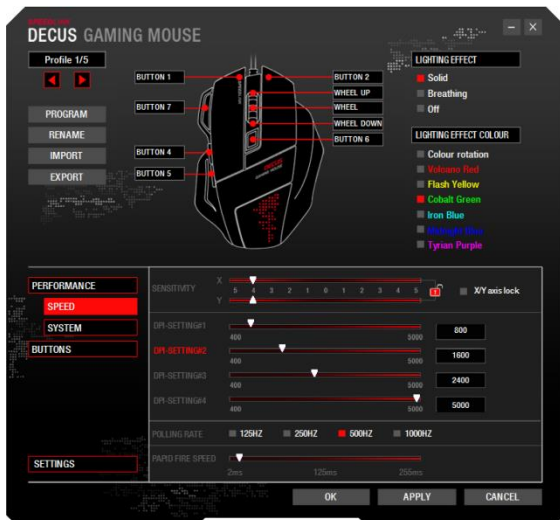 SPEEDLINK
DECUS GAMING MOUSE
Profile 1/5
PROGRAM
RENAME
IMPORT
EXPORT
BUTTON 1
BUTTON 7
BUTTON 4
BUTTON 5
BUTTON 2
WHEEL UP
WHEEL
WHEEL DOWN
BUTTON 6
LIGHTING EFFECT
Solid
Breathing
Off
LIGHTING EFFECT COLOUR
Colour rotation
Volcano Red
Flash Yellow
Cobalt Green
Iron Blue
Midnight Blue
Tyrian Purple
PERFORMANCE
SPEED
SYSTEM
BUTTONS
SETTINGS
SENSITIVITY
X
5 4 3 2 1 0 1 2 3 4 5
Y
X/Y axis lock
DPI-SETTING#1
400 5000
800
DPI-SETTING#2
400 5000
1600
DPI-SETTING#3
400 5000
2400
DPI-SETTING#4
400 5000
5000
POLLING RATE 125HZ 250HZ 500HZ 1000HZ
RAPID FIRE SPEED
2ms 125ms 255ms
OK APPLY CANCEL